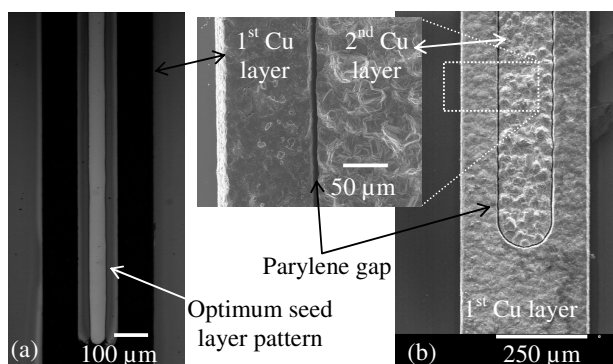 1st Cu
layer
2nd Cu
layer
50 µm
Parylene gap
Optimum seed
layer pattern
1st Cu layer
(a)
100 µm
(b)
250 µm